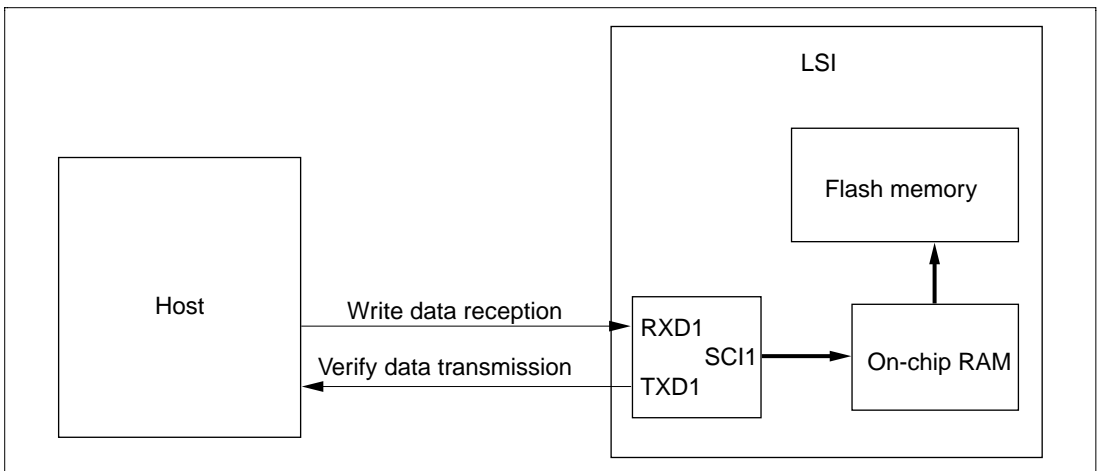 LSI
Flash memory
Host
Write data reception
RXD1
SCI1
On-chip RAM
Verify data transmission
TXD1